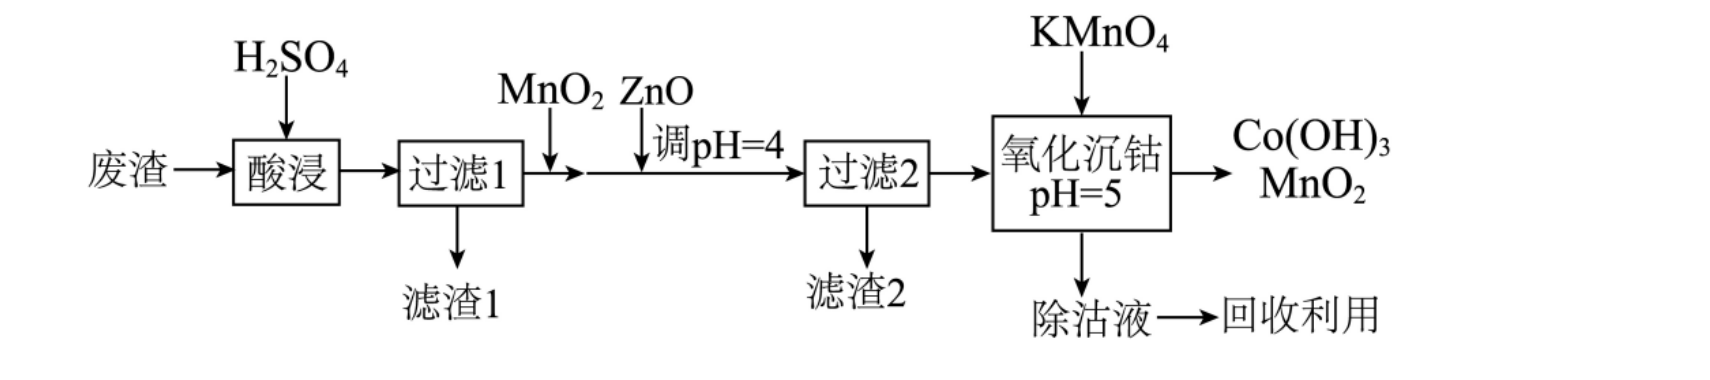 H₂SO₄
KMnO₄
MnO₂ ZnO
调pH=4
废渣
酸浸
过滤1
过滤2
氧化沉钴
pH=5
Co(OH)₃
MnO₂
滤渣1
滤渣2
除沽液
回收利用